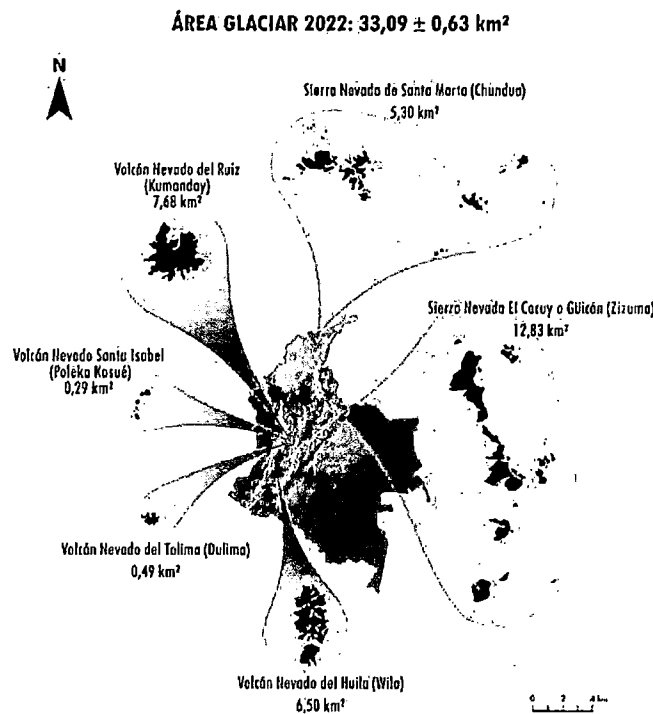 ÁREA GLACIAR 2022: 33,09 ± 0,63 km²
N
Sierra Nevada de Santa Marta (Chundua)
5,30 km²
Volcán Nevado del Ruiz
(Kumanday)
7,68 km²
Sierra Nevada El Cocuy o Güicán (Zizuma)
12,83 km²
Volcán Nevado Santa Isabel
(Poleka Kasué)
0,29 km²
Volcán Nevado del Tolima (Dulima)
0,49 km²
Volcán Nevado del Huila (Wila)
6,50 km²
0 2 4 km